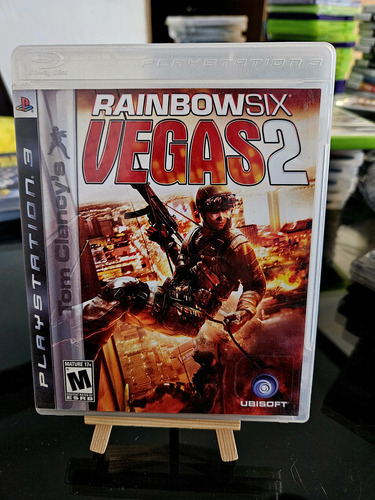 PLAYSTATION 3
PLAYSTATION.3
Tom Clancy's
RAINBOWSIX®
VEGAS2
MATURE 17+
M
ESRB
UBISOFT